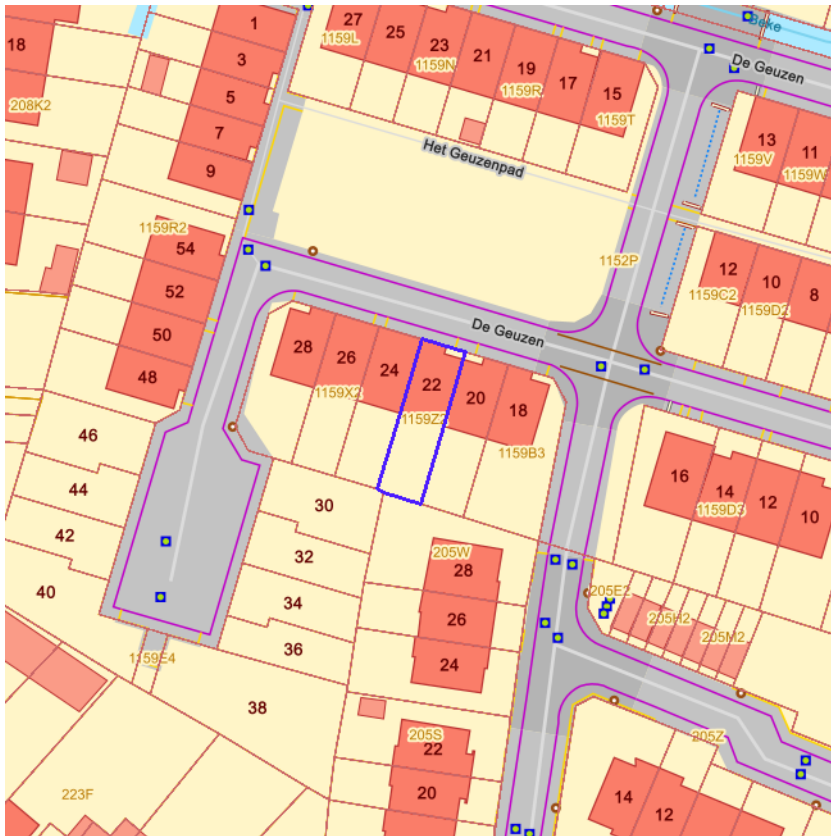 1
27
25
23
21
19
17
15
1159L
1159N
1159R
1159T
Beke
De Geuzen
18
3
5
7
9
208K2
Het Geuzenpad
13
11
1159V
1159W
1159R2
54
52
50
48
1152P
12
10
8
1159C2
1159D2
De Geuzen
28
26
24
22
20
18
1159X2
1159Z2
1159B3
46
44
42
40
30
32
34
36
38
16
14
12
10
1159D3
205W
28
26
24
205E2
205H2
205M2
1159E4
205S
22
20
205Z
223F
14
12